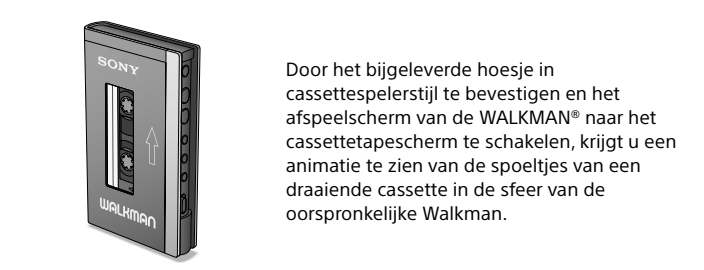 SONY
WALKMAN
Door het bijgeleverde hoesje in
cassettespelerstijl te bevestigen en het
afspeelscherm van de WALKMAN® naar het
cassettetapescherm te schakelen, krijgt u een
animatie te zien van de spoeltjes van een
draaiende cassette in de sfeer van de
oorspronkelijke Walkman.